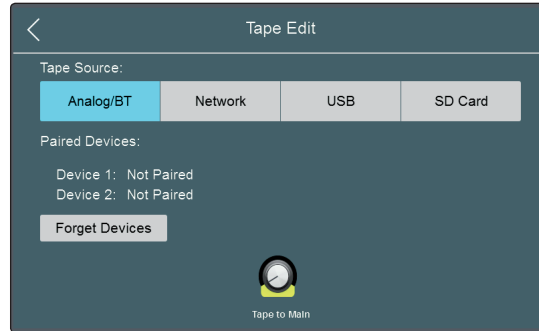 Tape Edit
Tape Source:
Analog/BT Network USB SD Card
Paired Devices:
Device 1: Not Paired
Device 2: Not Paired
Forget Devices
Tape to Main